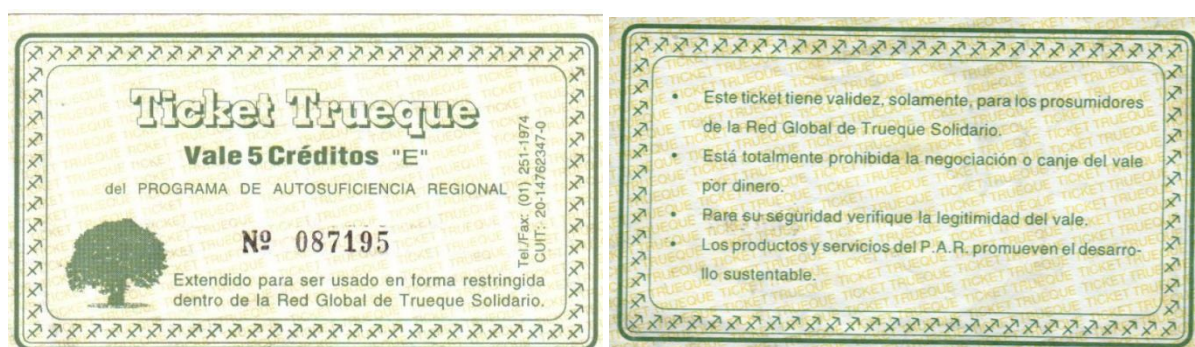 Ticket Trueque
Vale 5 Créditos "E"
del PROGRAMA DE AUTOSUFICIENCIA REGIONAL
Nº 087195
Extendido para ser usado en forma restringida
dentro de la Red Global de Trueque Solidario.
Tel./Fax: (01) 251-1974
CUIT: 20-14762347-0
• Este ticket tiene validez, solamente, para los prosumidores
de la Red Global de Trueque Solidario.
• Está totalmente prohibida la negociación o canje del vale
por dinero.
• Para su seguridad verifique la legitimidad del vale.
• Los productos y servicios del P.A.R. promueven el desarro-
llo sustentable.